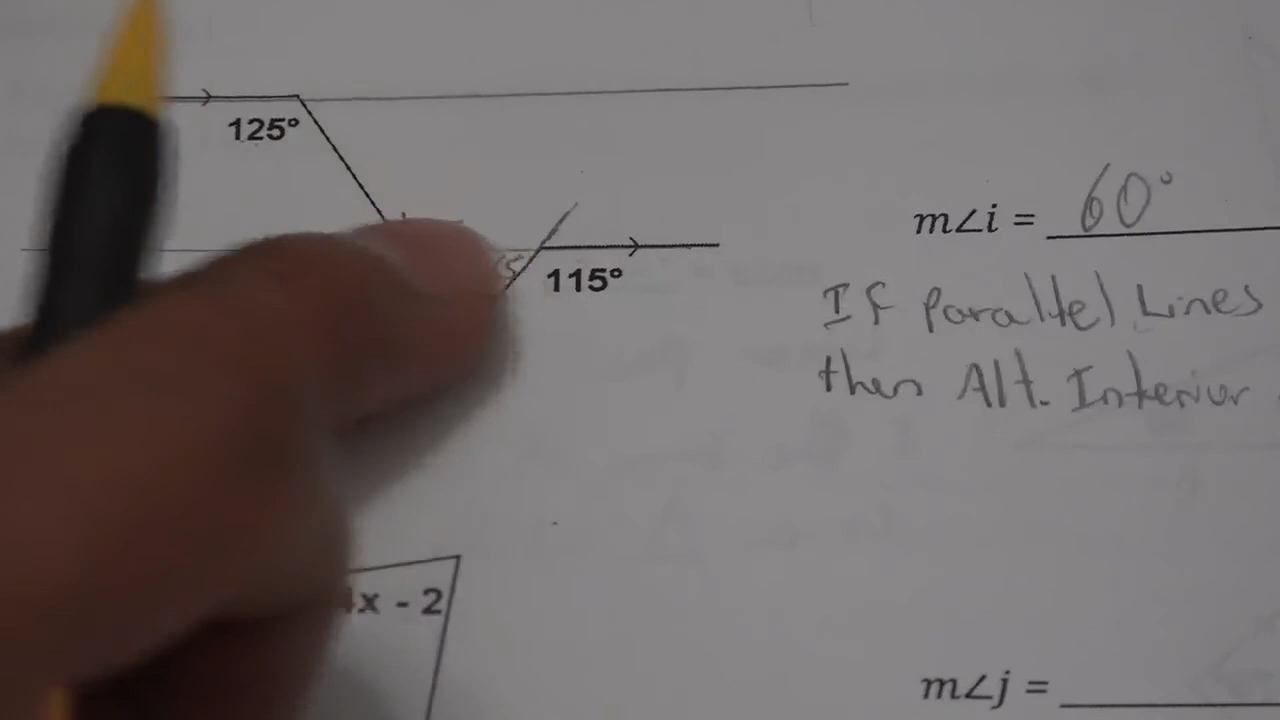 125°
115°
m∠i = 60°
If Parallel Lines
then Alt. Interior
x - 2
m∠j =